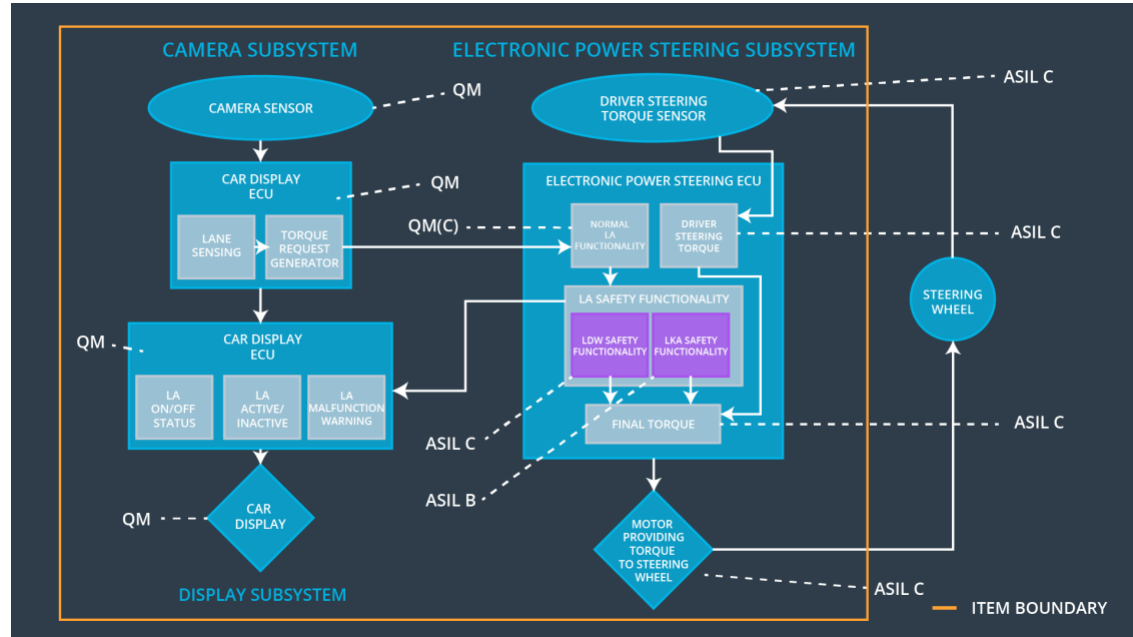 CAMERA SUBSYSTEM
ELECTRONIC POWER STEERING SUBSYSTEM
CAMERA SENSOR
QM
DRIVER STEERING
TORQUE SENSOR
ASIL C
CAR DISPLAY
ECU
QM
LANE
SENSING
TORQUE
REQUEST
GENERATOR
QM(C)
ELECTRONIC POWER STEERING ECU
NORMAL
LA
FUNCTIONALITY
DRIVER
STEERING
TORQUE
ASIL C
LA SAFETY FUNCTIONALITY
LDW SAFETY
FUNCTIONALITY
LKA SAFETY
FUNCTIONALITY
STEERING
WHEEL
QM
CAR DISPLAY
ECU
LA
ON/OFF
STATUS
LA
ACTIVE/
INACTIVE
LA
MALFUNCTION
WARNING
ASIL C
FINAL TORQUE
ASIL C
ASIL B
QM
CAR
DISPLAY
MOTOR
PROVIDING
TORQUE
TO STEERING
WHEEL
ASIL C
DISPLAY SUBSYSTEM
ITEM BOUNDARY